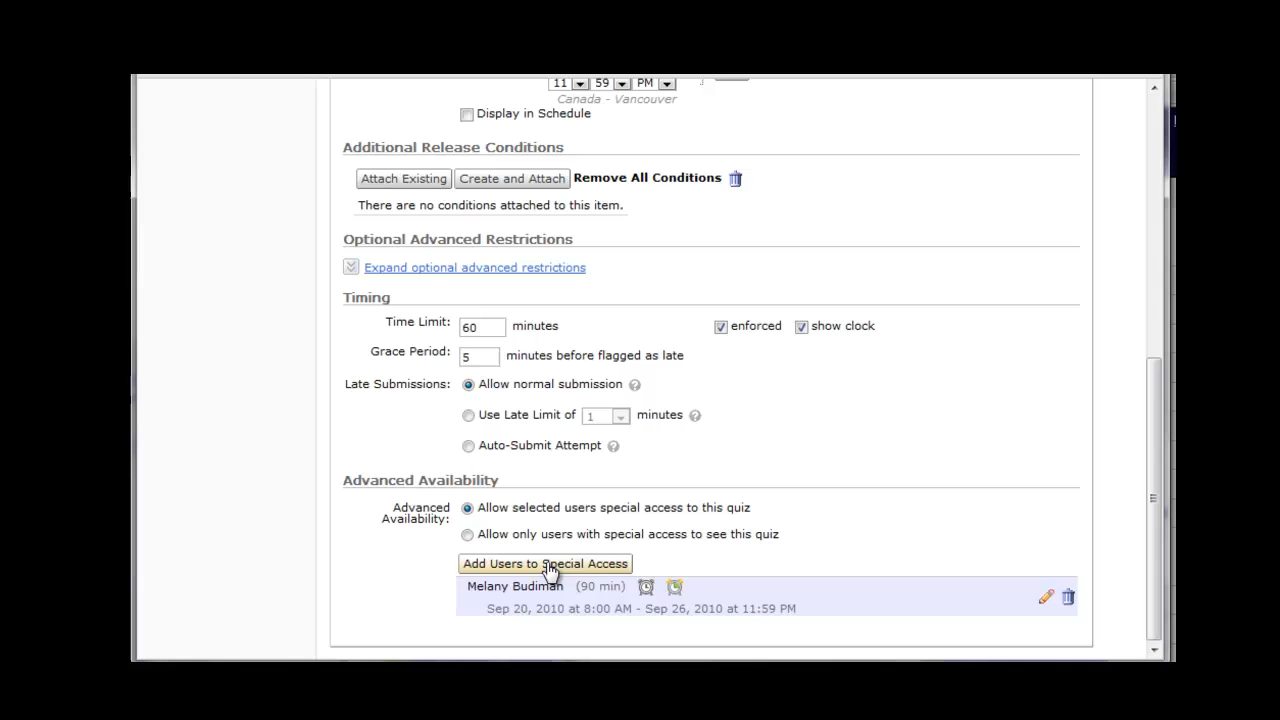 11 59 PM
Canada - Vancouver
Display in Schedule
Additional Release Conditions
Attach Existing Create and Attach Remove All Conditions
There are no conditions attached to this item.
Optional Advanced Restrictions
Expand optional advanced restrictions
Timing
Time Limit: 60 minutes enforced show clock
Grace Period: 5 minutes before flagged as late
Late Submissions: Allow normal submission ?
Use Late Limit of 1 minutes ?
Auto-Submit Attempt ?
Advanced Availability
Advanced Availability: Allow selected users special access to this quiz
Allow only users with special access to see this quiz
Add Users to Special Access
Melany Budiman (90 min)
Sep 20, 2010 at 8:00 AM - Sep 26, 2010 at 11:59 PM